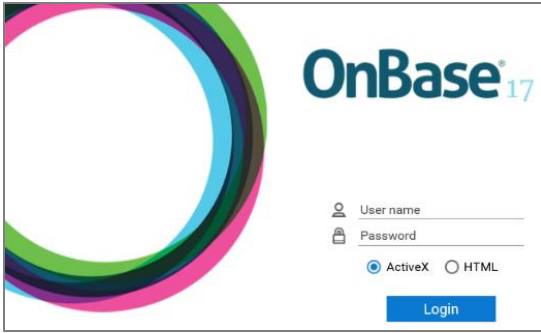 OnBase® 17
User name
Password
ActiveX HTML
Login